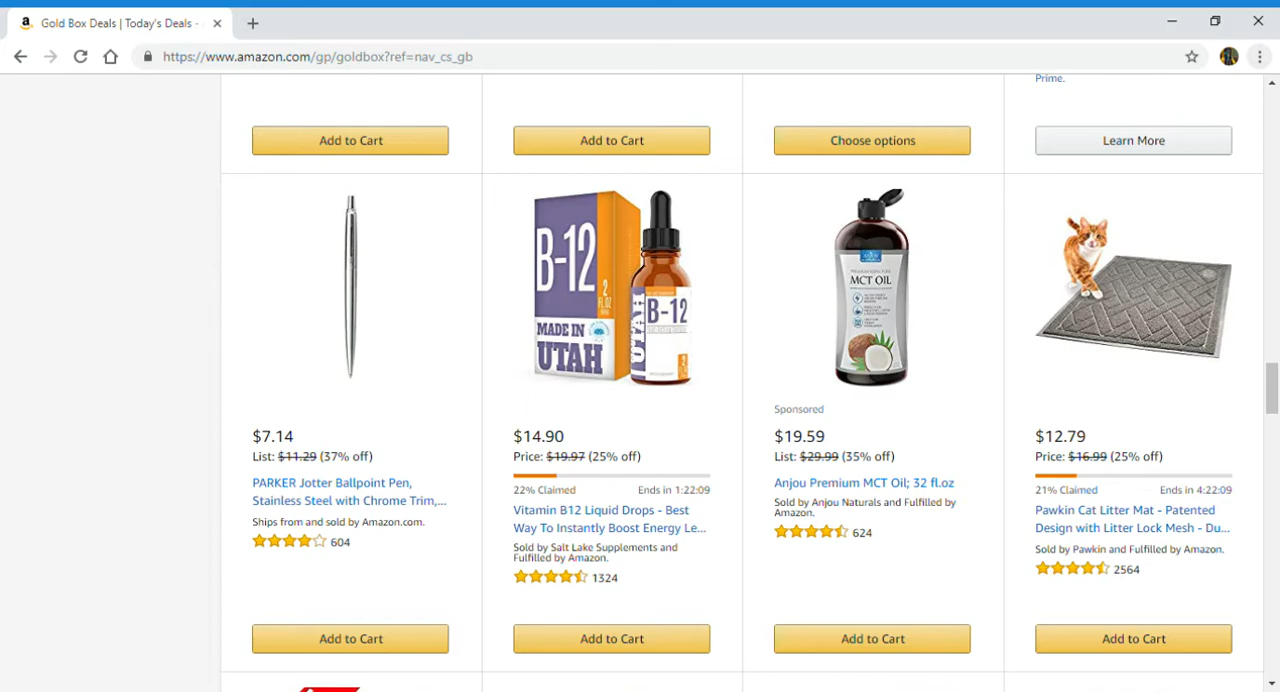 Gold Box Deals | Today's Deals -
https://www.amazon.com/gp/goldbox?ref=nav_cs_gb
Prime.
Add to Cart
Add to Cart
Choose options
Learn More
B-12
2
FL OZ
MADE IN
UTAH
B-12
UTAH
MCT OIL
$7.14
List: $11.29 (37% off)
PARKER Jotter Ballpoint Pen,
Stainless Steel with Chrome Trim,...
Ships from and sold by Amazon.com.
604
Add to Cart
$14.90
Price: $19.97 (25% off)
22% Claimed
Ends in 1:22:09
Vitamin B12 Liquid Drops - Best
Way To Instantly Boost Energy Le...
Sold by Salt Lake Supplements and
Fulfilled by Amazon.
1324
Add to Cart
Sponsored
$19.59
List: $29.99 (35% off)
Anjou Premium MCT Oil; 32 fl.oz
Sold by Anjou Naturals and Fulfilled by
Amazon.
624
Add to Cart
$12.79
Price: $16.99 (25% off)
21% Claimed
Ends in 4:22:09
Pawkin Cat Litter Mat - Patented
Design with Litter Lock Mesh - Du...
Sold by Pawkin and Fulfilled by Amazon.
2564
Add to Cart